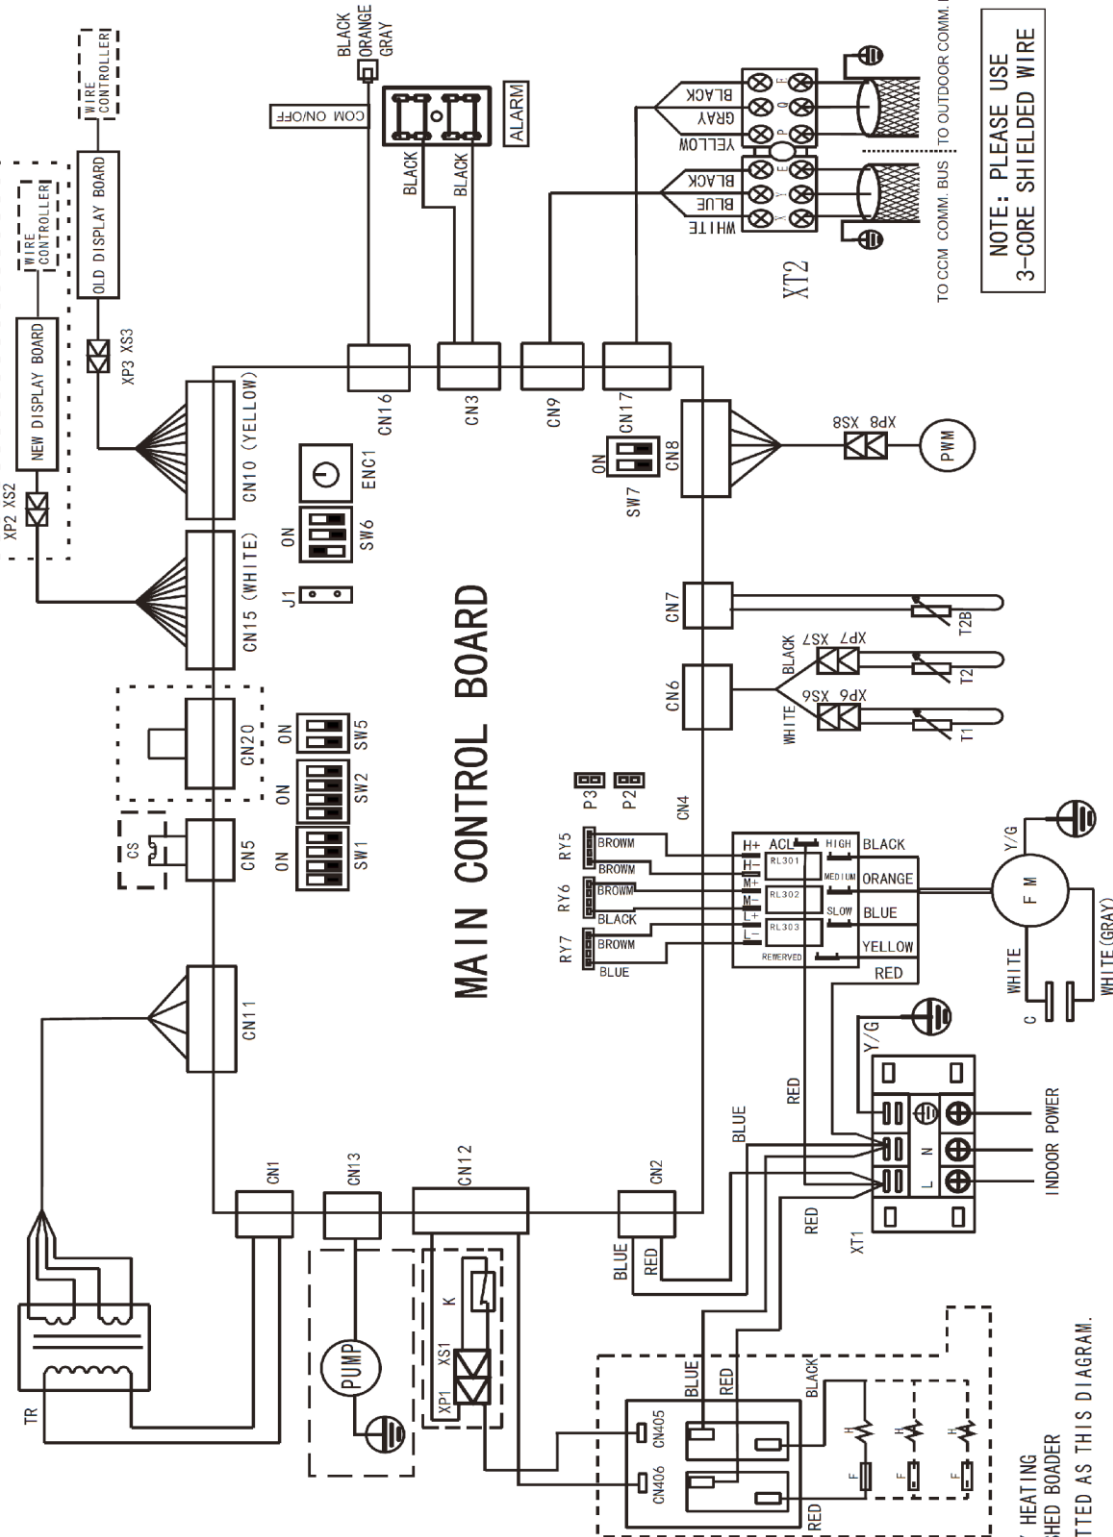 WIRE
CONTROLLER
OLD DISPLAY BOARD
XP3 XS3
WIRE
CONTROLLER
NEW DISPLAY BOARD
XP2 XS2
CN10 (YELLOW)
CN15 (WHITE)
CN20
CS
CN5
CN11
TR
CN1
BLACK
ORANGE
GRAY
COM ON/OFF
ALARM
BLACK
BLACK
CN16
CN3
CN9
CN17
YELLOW
GRAY
BLACK
WHITE
BLUE
BLACK
P
Q
E
X
Y
E
XT2
TO CCM COMM. BUS
TO OUTDOOR COMM.
NOTE: PLEASE USE
3-CORE SHIELDED WIRE
ENC1
ON
SW6
J1
ON
SW5
ON
SW2
ON
SW1
MAIN CONTROL BOARD
ON
SW7
CN8
XP8 XS8
PWM
CN7
T2B
CN6
BLACK
XP7 XS7
T2
WHITE
XP6 XS6
T1
P3
P2
CN4
RY5
BROWM
BROWM
RY6
BROWM
BLACK
RY7
BROWM
BLUE
H+
H-
M+
M-
L+
L-
ACL
RL301
RL302
RL303
HIGH
MEDIUM
SLOW
REWERVED
BLACK
ORANGE
BLUE
YELLOW
RED
Y/G
F M
WHITE
WHITE(GRAY)
C
Y/G
RED
BLUE
L
N
XT1
INDOOR POWER
RED
CN2
BLUE
RED
CN12
CN13
PUMP
K
XP1 XS1
CN406
CN405
BLUE
RED
BLACK
RED
F
H
F
H
F
H
HEATING
HED BOADER
TTED AS THIS DIAGRAM.